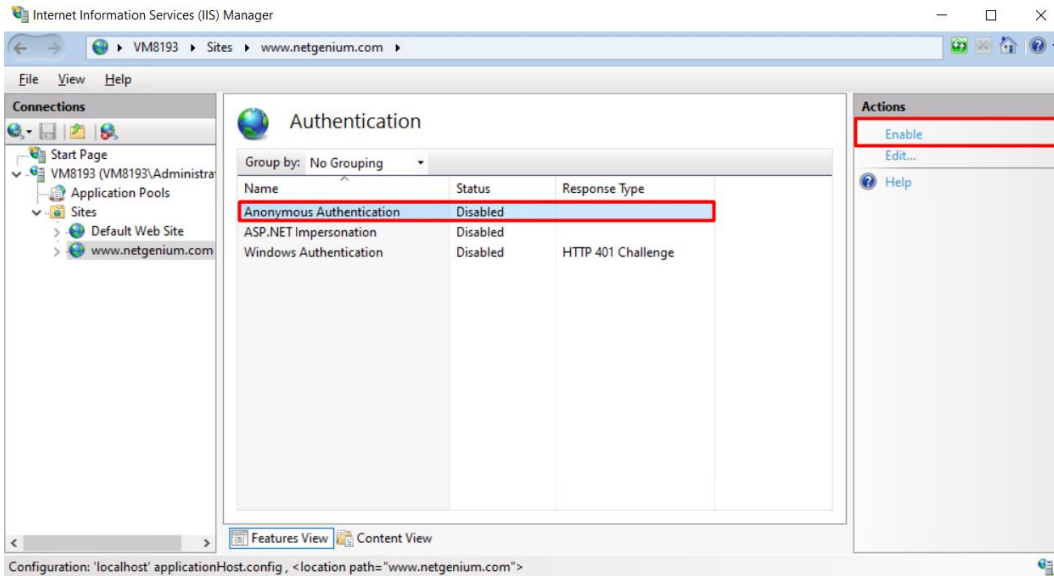 Internet Information Services (IIS) Manager
VM8193 Sites www.netgenium.com
File View Help
Connections
Start Page
VM8193 (VM8193\Administra
Application Pools
Sites
Default Web Site
www.netgenium.com
Authentication
Group by: No Grouping
Name Status Response Type
Anonymous Authentication Disabled
ASP.NET Impersonation Disabled
Windows Authentication Disabled HTTP 401 Challenge
Features View Content View
Actions
Enable
Edit...
Help
Configuration: 'localhost' applicationHost.config , <location path="www.netgenium.com">